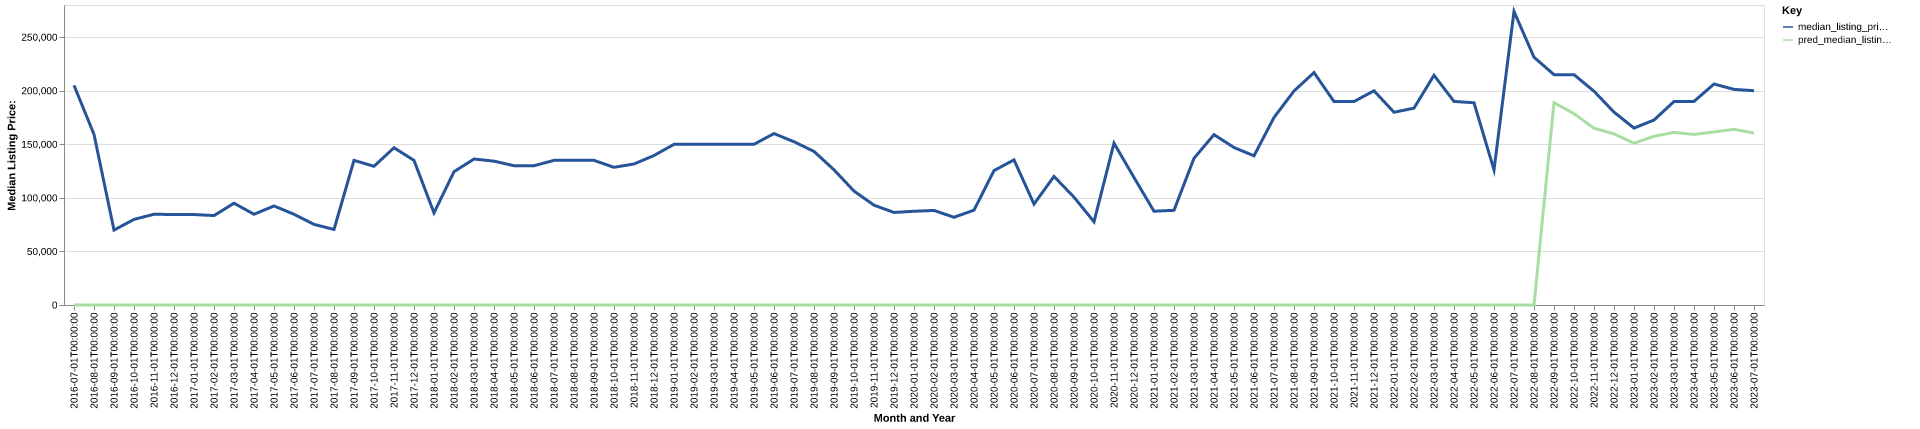 Key
median_listing_pri…
pred_median_listin…
Median Listing Price:
250,000
200,000
150,000
100,000
50,000
0
2016-07-01T00:00:00
2016-08-01T00:00:00
2016-09-01T00:00:00
2016-10-01T00:00:00
2016-11-01T00:00:00
2016-12-01T00:00:00
2017-01-01T00:00:00
2017-02-01T00:00:00
2017-03-01T00:00:00
2017-04-01T00:00:00
2017-05-01T00:00:00
2017-06-01T00:00:00
2017-07-01T00:00:00
2017-08-01T00:00:00
2017-09-01T00:00:00
2017-10-01T00:00:00
2017-11-01T00:00:00
2017-12-01T00:00:00
2018-01-01T00:00:00
2018-02-01T00:00:00
2018-03-01T00:00:00
2018-04-01T00:00:00
2018-05-01T00:00:00
2018-06-01T00:00:00
2018-07-01T00:00:00
2018-08-01T00:00:00
2018-09-01T00:00:00
2018-10-01T00:00:00
2018-11-01T00:00:00
2018-12-01T00:00:00
2019-01-01T00:00:00
2019-02-01T00:00:00
2019-03-01T00:00:00
2019-04-01T00:00:00
2019-05-01T00:00:00
2019-06-01T00:00:00
2019-07-01T00:00:00
2019-08-01T00:00:00
2019-09-01T00:00:00
2019-10-01T00:00:00
2019-11-01T00:00:00
2019-12-01T00:00:00
2020-01-01T00:00:00
2020-02-01T00:00:00
2020-03-01T00:00:00
2020-04-01T00:00:00
2020-05-01T00:00:00
2020-06-01T00:00:00
2020-07-01T00:00:00
2020-08-01T00:00:00
2020-09-01T00:00:00
2020-10-01T00:00:00
2020-11-01T00:00:00
2020-12-01T00:00:00
2021-01-01T00:00:00
2021-02-01T00:00:00
2021-03-01T00:00:00
2021-04-01T00:00:00
2021-05-01T00:00:00
2021-06-01T00:00:00
2021-07-01T00:00:00
2021-08-01T00:00:00
2021-09-01T00:00:00
2021-10-01T00:00:00
2021-11-01T00:00:00
2021-12-01T00:00:00
2022-01-01T00:00:00
2022-02-01T00:00:00
2022-03-01T00:00:00
2022-04-01T00:00:00
2022-05-01T00:00:00
2022-06-01T00:00:00
2022-07-01T00:00:00
2022-08-01T00:00:00
2022-09-01T00:00:00
2022-10-01T00:00:00
2022-11-01T00:00:00
2022-12-01T00:00:00
2023-01-01T00:00:00
2023-02-01T00:00:00
2023-03-01T00:00:00
2023-04-01T00:00:00
2023-05-01T00:00:00
2023-06-01T00:00:00
2023-07-01T00:00:00
Month and Year